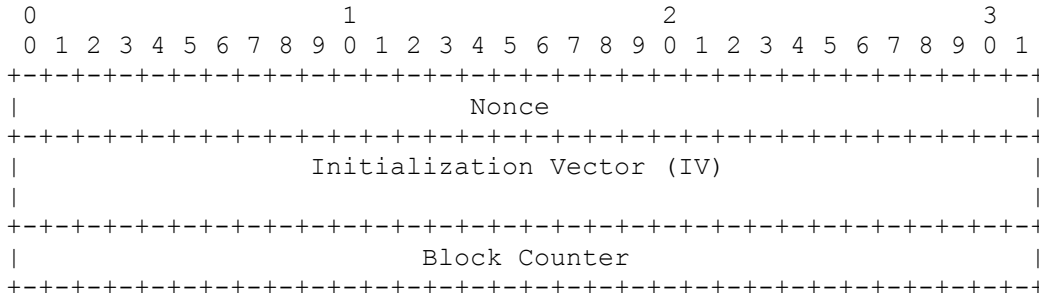 0                   1                   2                   3
 0 1 2 3 4 5 6 7 8 9 0 1 2 3 4 5 6 7 8 9 0 1 2 3 4 5 6 7 8 9 0 1
+-+-+-+-+-+-+-+-+-+-+-+-+-+-+-+-+-+-+-+-+-+-+-+-+-+-+-+-+-+-+-+-+
|                            Nonce                              |
+-+-+-+-+-+-+-+-+-+-+-+-+-+-+-+-+-+-+-+-+-+-+-+-+-+-+-+-+-+-+-+-+
|                  Initialization Vector (IV)                   |
|                                                               |
+-+-+-+-+-+-+-+-+-+-+-+-+-+-+-+-+-+-+-+-+-+-+-+-+-+-+-+-+-+-+-+-+
|                         Block Counter                         |
+-+-+-+-+-+-+-+-+-+-+-+-+-+-+-+-+-+-+-+-+-+-+-+-+-+-+-+-+-+-+-+-+